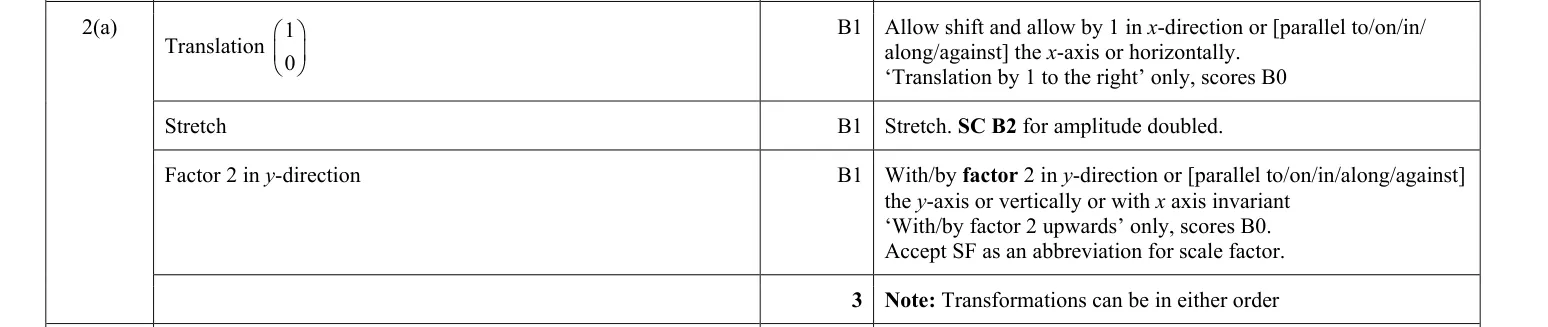 2(a)
Translation (1
0)
B1
Allow shift and allow by 1 in x-direction or [parallel to/on/in/
along/against] the x-axis or horizontally.
‘Translation by 1 to the right’ only, scores B0
Stretch
B1
Stretch. SC B2 for amplitude doubled.
Factor 2 in y-direction
B1
With/by factor 2 in y-direction or [parallel to/on/in/along/against]
the y-axis or vertically or with x axis invariant
‘With/by factor 2 upwards’ only, scores B0.
Accept SF as an abbreviation for scale factor.
3
Note: Transformations can be in either order